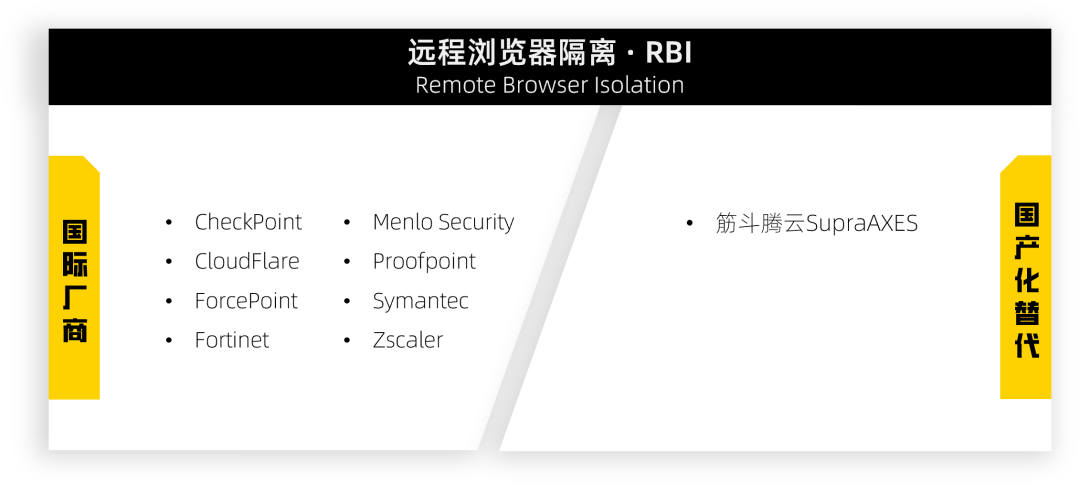 远程浏览器隔离 · RBI
Remote Browser Isolation
国际厂商
• CheckPoint
• CloudFlare
• ForcePoint
• Fortinet
• Menlo Security
• Proofpoint
• Symantec
• Zscaler
• 筋斗腾云SupraAXES
国产化替代